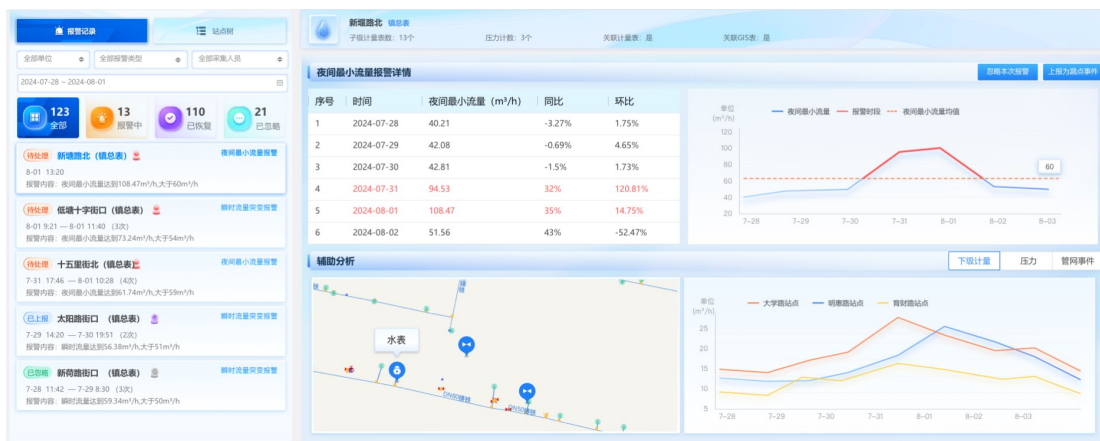 报警记录
站点树
全部单位
全部报警类型
全部采集人员
2024-07-28 ~ 2024-08-01
123
全部
13
报警中
110
已恢复
21
已忽略
待处理 新塘路北（镇总表） 夜间最小流量报警
8-01 13:20
报警内容：夜间最小流量达到108.47m³/h,大于60m³/h
待处理 低塘十字街口（镇总表） 瞬时流量突变报警
8-01 9:21 — 8-01 11:40 (3次)
报警内容：夜间最小流量达到73.24m³/h,大于54m³/h
待处理 十五里街北（镇总表） 夜间最小流量报警
7-31 17:46 — 8-01 10:28 (4次)
报警内容：夜间最小流量达到61.74m³/h,大于59m³/h
已上报 太阳路街口 （镇总表） 瞬时流量突变报警
7-29 14:20 — 7-30 19:51 (2次)
报警内容：瞬时流量达到56.38m³/h,大于51m³/h
已忽略 新荷路街口 （镇总表） 瞬时流量突变报警
7-28 11:42 — 7-29 8:30 (3次)
报警内容：瞬时流量达到59.34m³/h,大于50m³/h
新堰路北 镇总表
子级计量表数：13个 压力计数：3个 关联计量表：是 关联GIS表：是
夜间最小流量报警详情
忽略本次报警 上报为漏点事件
序号 时间 夜间最小流量（m³/h） 同比 环比
1 2024-07-28 40.21 -3.27% 1.75%
2 2024-07-29 42.08 -0.69% 4.65%
3 2024-07-30 42.81 -1.5% 1.73%
4 2024-07-31 94.53 32% 120.81%
5 2024-08-01 108.47 35% 14.75%
6 2024-08-02 51.56 43% -52.47%
单位
(m³/h)
夜间最小流量 报警时段 夜间最小流量均值
120
100
80
60
40
20
60
7-28 7-29 7-30 7-31 8-01 8-02 8-03
辅助分析
下级计量 压力 管网事件
水表
DN50镀锌
DN50镀锌
单位
(m³/h)
大学路站点 明惠路站点 育财路站点
25
20
15
10
5
7-28 7-29 7-30 7-31 8-01 8-02 8-03